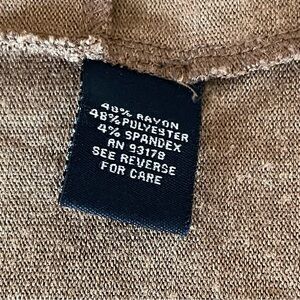 48% RAYON
48% POLYESTER
4% SPANDEX
RN 93178
SEE REVERSE
FOR CARE